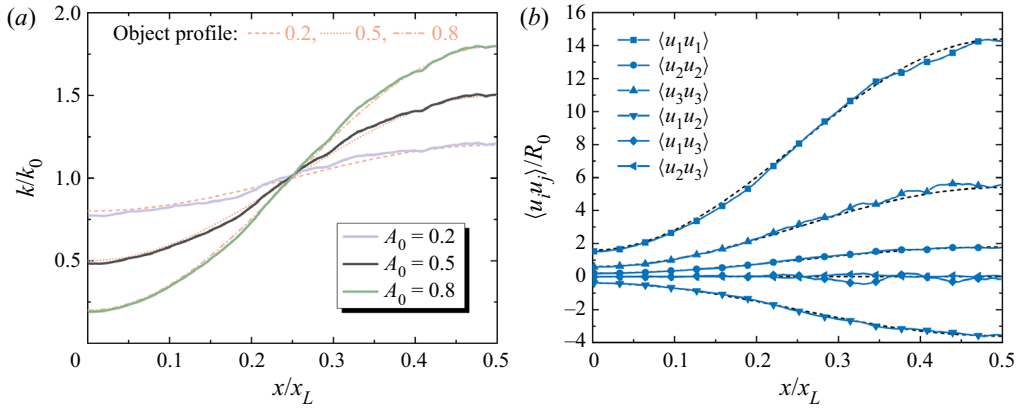 (a)
Object profile: 0.2, 0.5, 0.8
2.0
1.5
1.0
0.5
0
k/k₀
A₀ = 0.2
A₀ = 0.5
A₀ = 0.8
0.1 0.2 0.3 0.4 0.5
x/x_L
(b)
16
14
12
10
8
6
4
2
0
−2
−4
⟨uᵢuⱼ⟩/R₀
⟨u₁u₁⟩
⟨u₂u₂⟩
⟨u₃u₃⟩
⟨u₁u₂⟩
⟨u₁u₃⟩
⟨u₂u₃⟩
0 0.1 0.2 0.3 0.4 0.5
x/x_L